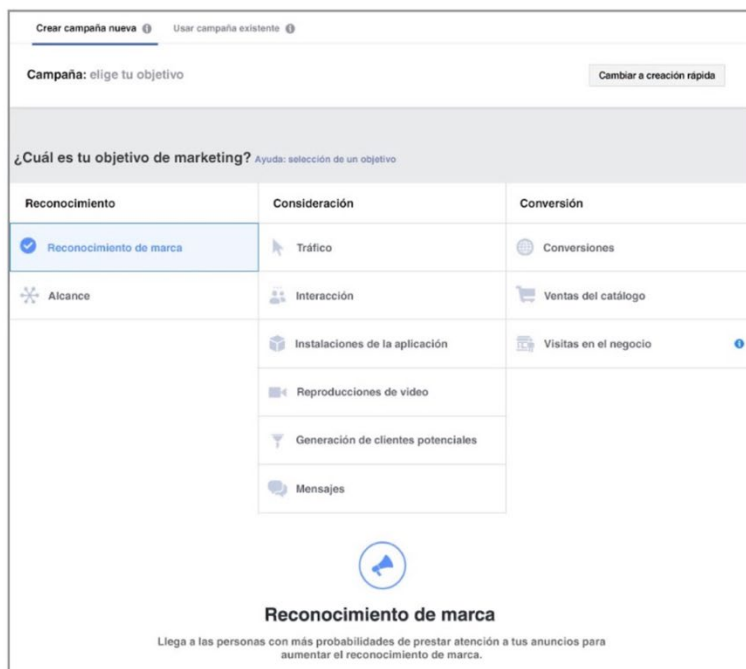 Crear campaña nueva
Usar campaña existente
Campaña: elige tu objetivo
Cambiar a creación rápida
¿Cuál es tu objetivo de marketing? Ayuda: selección de un objetivo
Reconocimiento
Consideración
Conversión
Reconocimiento de marca
Tráfico
Conversiones
Alcance
Interacción
Ventas del catálogo
Instalaciones de la aplicación
Visitas en el negocio
Reproducciones de video
Generación de clientes potenciales
Mensajes
Reconocimiento de marca
Llega a las personas con más probabilidades de prestar atención a tus anuncios para
aumentar el reconocimiento de marca.